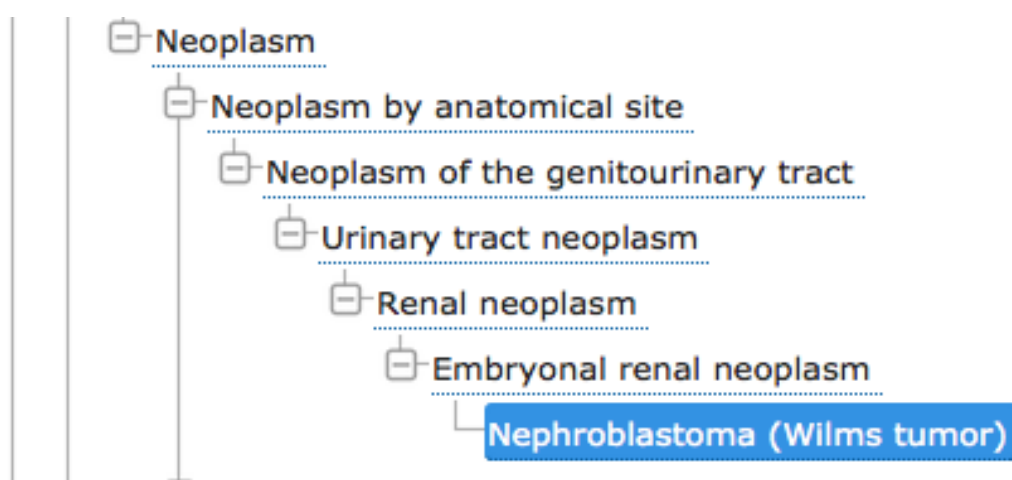 Neoplasm
Neoplasm by anatomical site
Neoplasm of the genitourinary tract
Urinary tract neoplasm
Renal neoplasm
Embryonal renal neoplasm
Nephroblastoma (Wilms tumor)